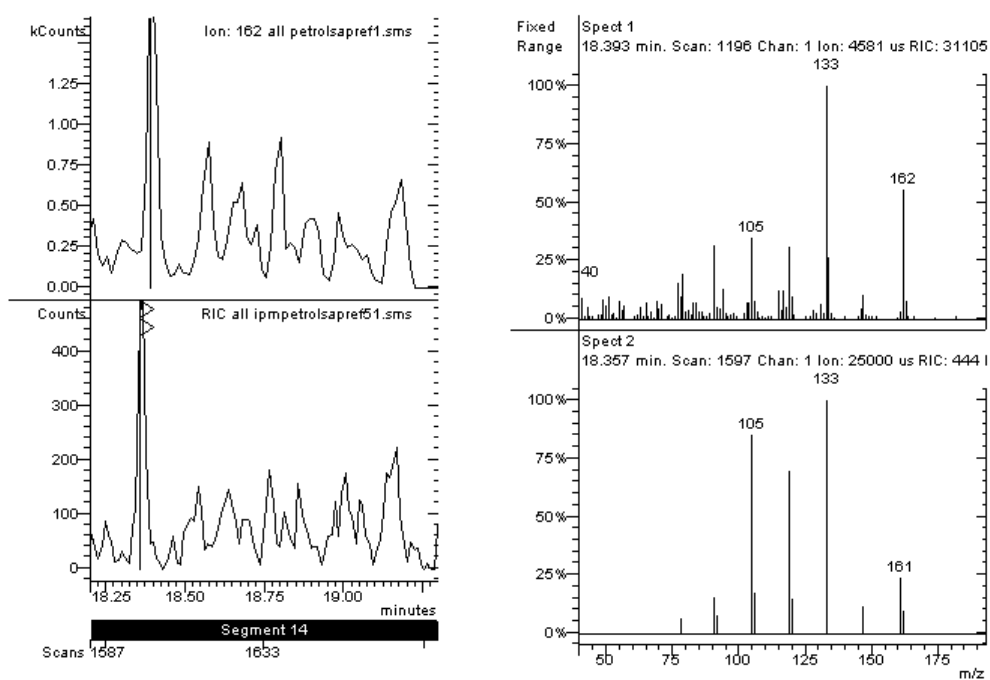 kCounts
Ion: 162 all petrolsapref1.sms
1.25
1.00
0.75
0.50
0.25
0.00
Counts
RIC all ipmpetrolsapref51.sms
400
300
200
100
0
18.25 18.50 18.75 19.00
minutes
Segment 14
Scans 1587 1633
Fixed
Range
Spect 1
18.393 min. Scan: 1196 Chan: 1 Ion: 4581 us RIC: 31105
133
100%
75%
162
50%
105
25%
40
0%
Spect 2
18.357 min. Scan: 1597 Chan: 1 Ion: 25000 us RIC: 444
133
100%
105
75%
50%
161
25%
0%
50 75 100 125 150 175
m/z